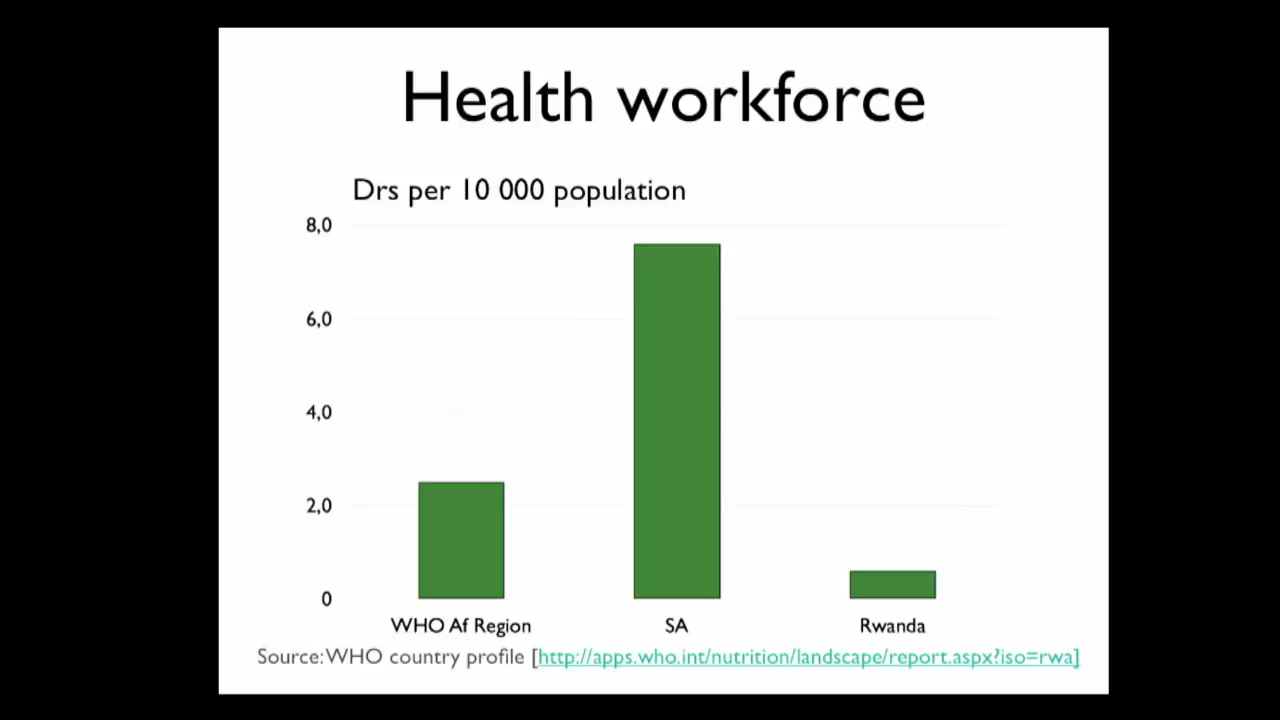 Health workforce
Drs per 10 000 population
8,0
6,0
4,0
2,0
0
WHO Af Region
SA
Rwanda
Source: WHO country profile [http://apps.who.int/nutrition/landscape/report.aspx?iso=rwa]